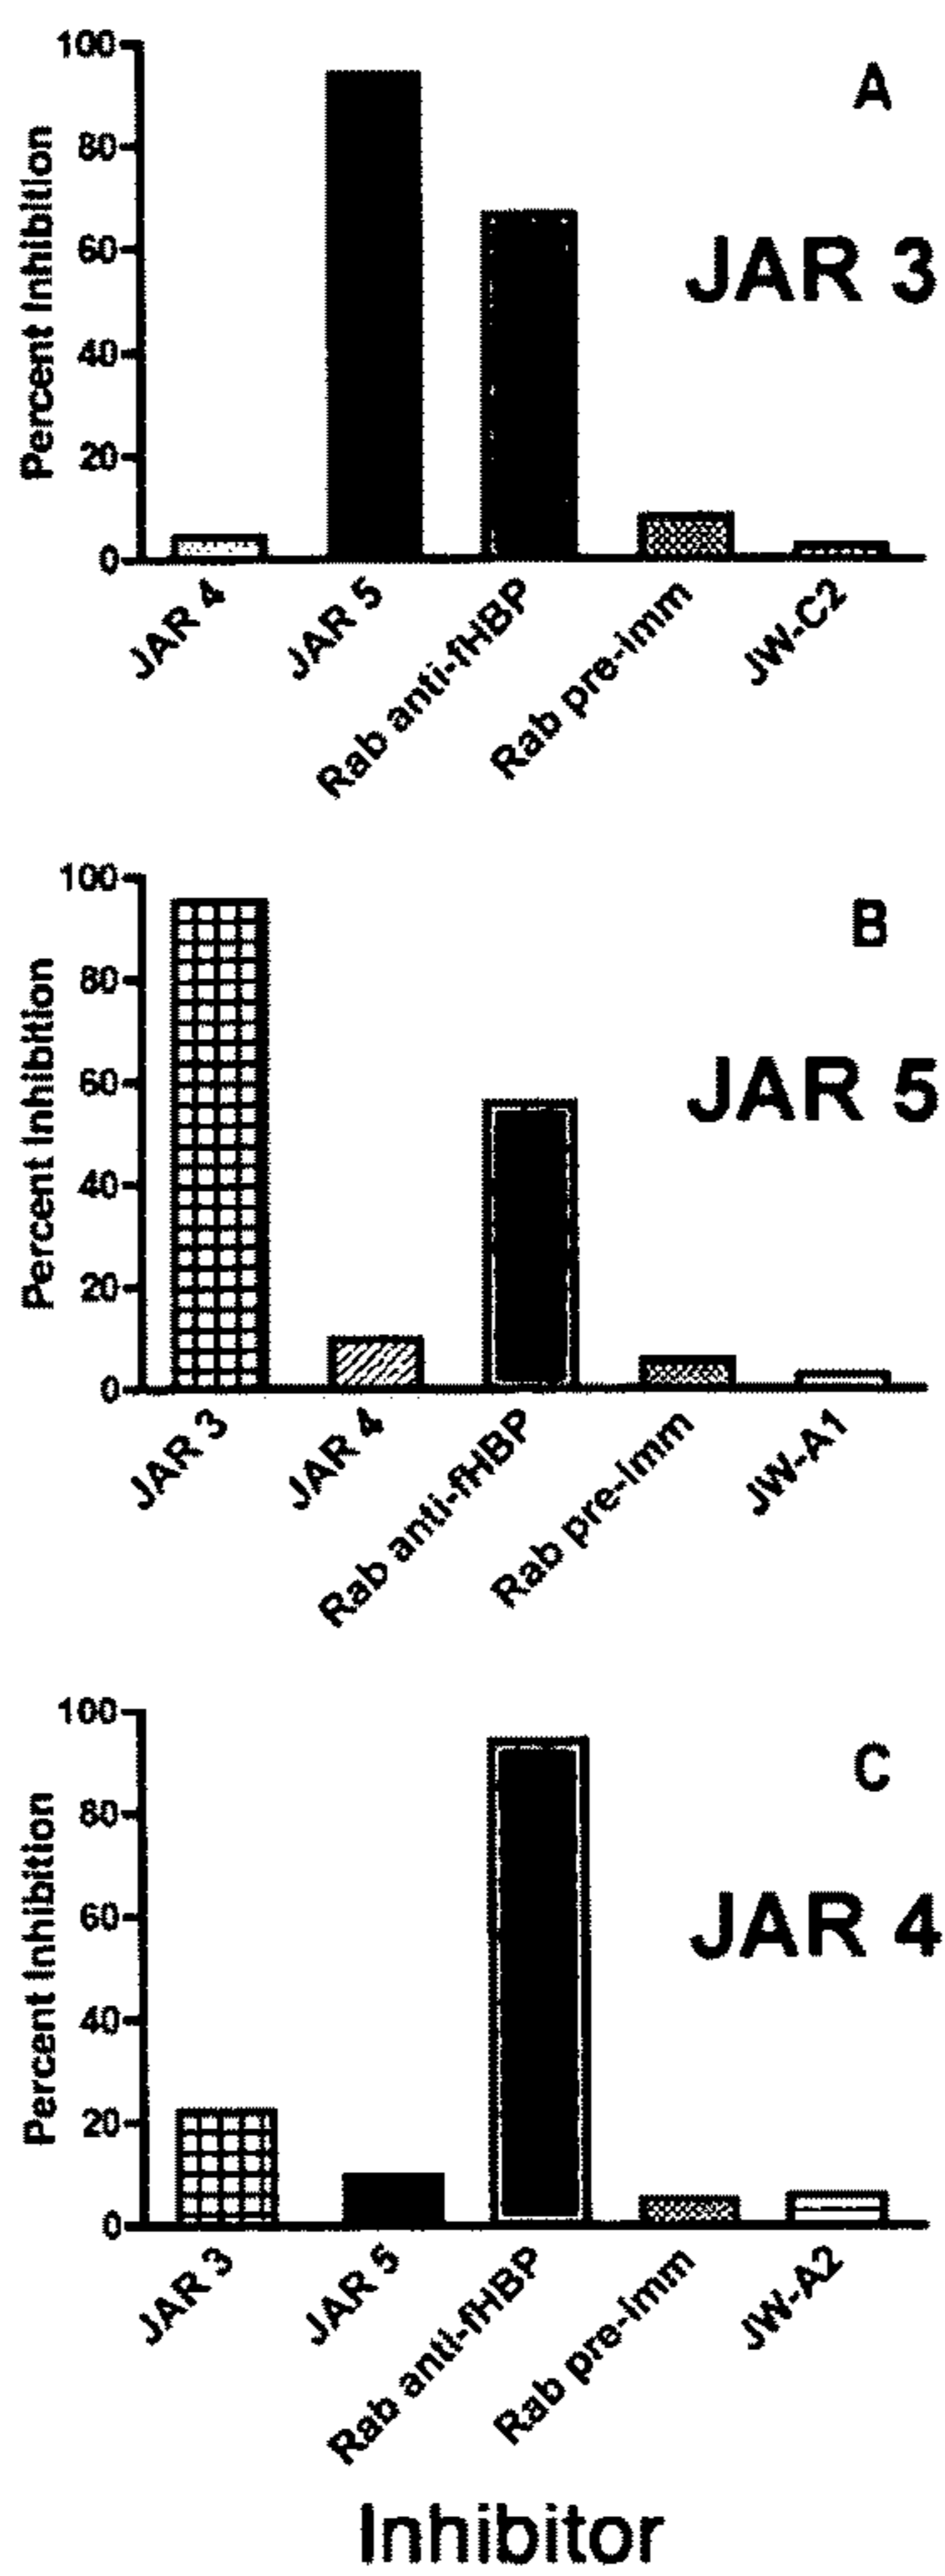 100
80
60
40
20
0
Percent Inhibition
A
JAR 3
JAR 4
JAR 5
Rab anti-fHBP
Rab pre-imm
JW-C2
100
80
60
40
20
0
Percent Inhibition
B
JAR 5
JAR 3
JAR 4
Rab anti-fHBP
Rab pre-imm
JW-A1
100
80
60
40
20
0
Percent Inhibition
C
JAR 4
JAR 3
JAR 5
Rab anti-fHBP
Rab pre-imm
JW-A2
Inhibitor